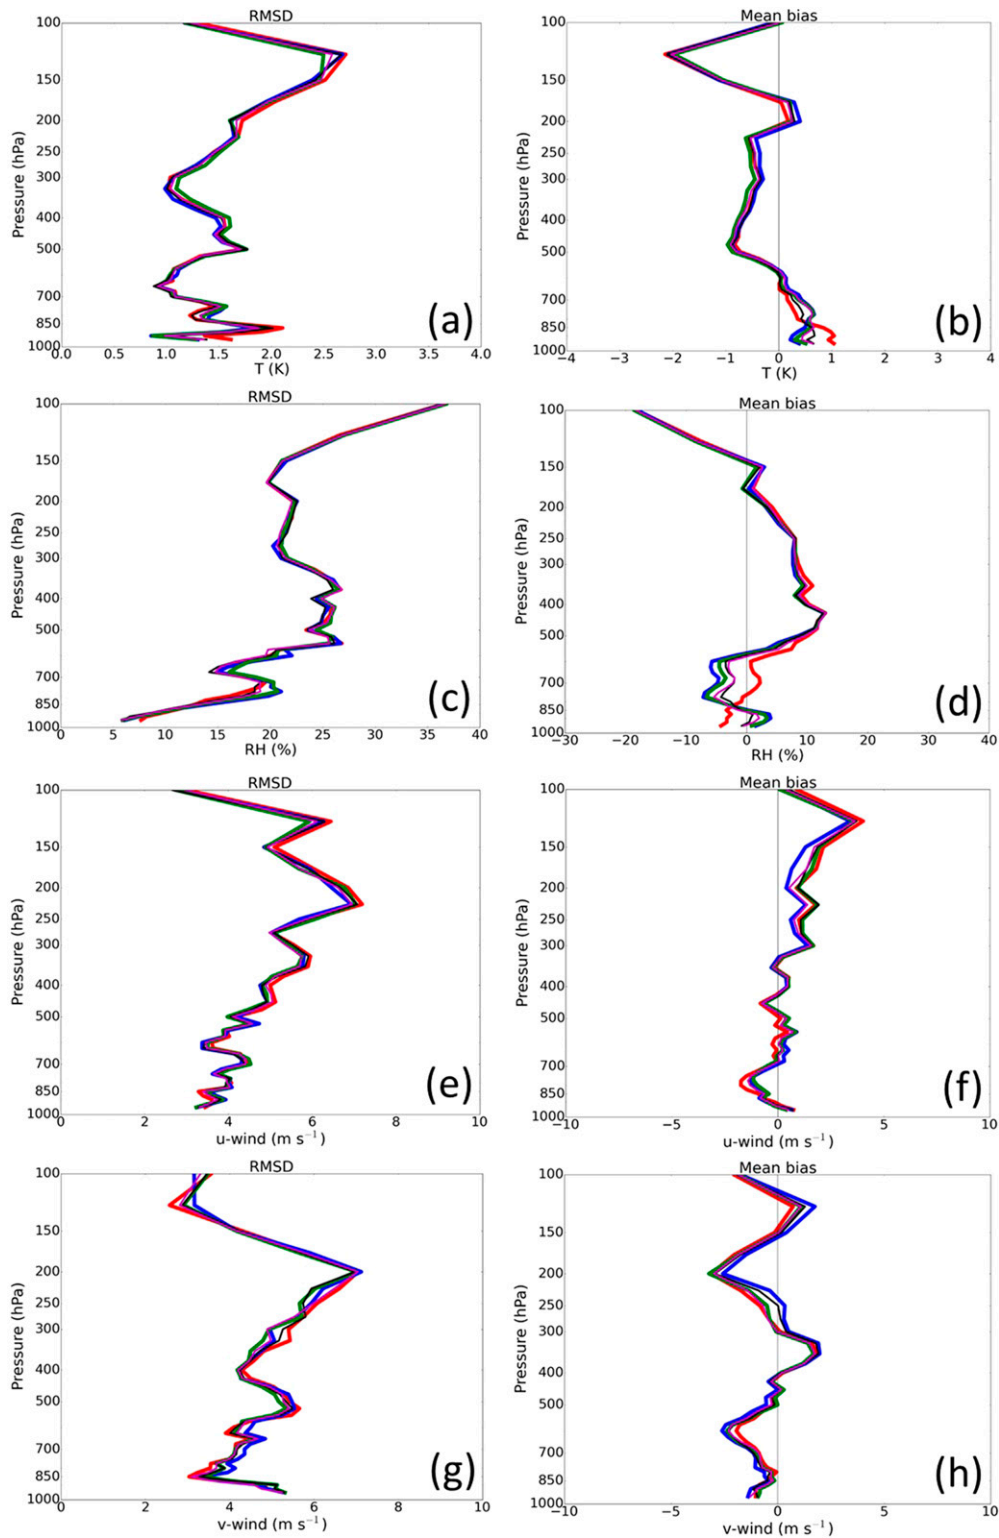 RMSD
Mean bias
100
150
200
250
300
400
500
700
850
1000
Pressure (hPa)
0.0 0.5 1.0 1.5 2.0 2.5 3.0 3.5 4.0
T (K)
(a)
100
150
200
250
300
400
500
700
850
1000
Pressure (hPa)
−4 −3 −2 −1 0 1 2 3 4
T (K)
(b)
RMSD
Mean bias
100
150
200
250
300
400
500
700
850
1000
Pressure (hPa)
0 5 10 15 20 25 30 35 40
RH (%)
(c)
100
150
200
250
300
400
500
700
850
1000
Pressure (hPa)
−30 −20 −10 0 10 20 30 40
RH (%)
(d)
RMSD
Mean bias
100
150
200
250
300
400
500
700
850
1000
Pressure (hPa)
0 2 4 6 8 10
u-wind (m s⁻¹)
(e)
100
150
200
250
300
400
500
700
850
1000
Pressure (hPa)
−10 −5 0 5 10
u-wind (m s⁻¹)
(f)
RMSD
Mean bias
100
150
200
250
300
400
500
700
850
1000
Pressure (hPa)
0 2 4 6 8 10
v-wind (m s⁻¹)
(g)
100
150
200
250
300
400
500
700
850
1000
Pressure (hPa)
−10 −5 0 5 10
v-wind (m s⁻¹)
(h)